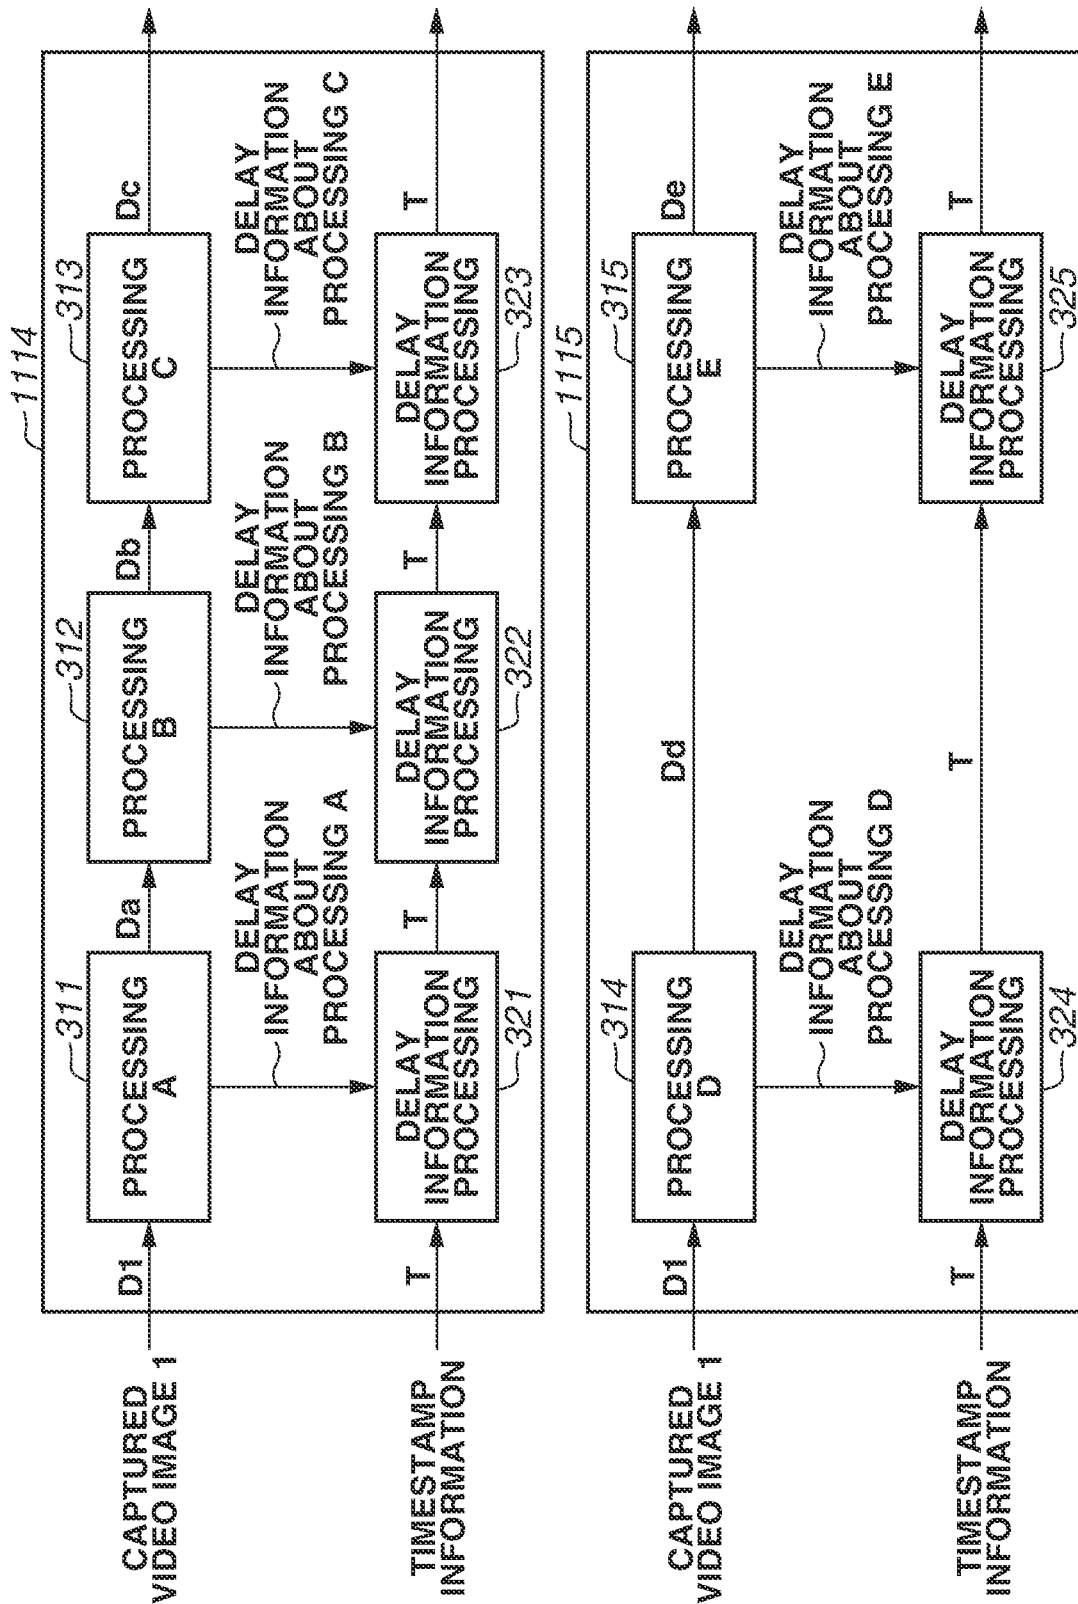 1114
CAPTURED
VIDEO IMAGE 1
D1
311
PROCESSING
A
Da
312
PROCESSING
B
Db
313
PROCESSING
C
Dc
DELAY
INFORMATION
ABOUT
PROCESSING A
DELAY
INFORMATION
ABOUT
PROCESSING B
DELAY
INFORMATION
ABOUT
PROCESSING C
TIMESTAMP
INFORMATION
T
DELAY
INFORMATION
PROCESSING
321
T
DELAY
INFORMATION
PROCESSING
322
T
DELAY
INFORMATION
PROCESSING
323
T
1115
CAPTURED
VIDEO IMAGE 1
D1
314
PROCESSING
D
Dd
315
PROCESSING
E
De
DELAY
INFORMATION
ABOUT
PROCESSING D
DELAY
INFORMATION
ABOUT
PROCESSING E
TIMESTAMP
INFORMATION
T
DELAY
INFORMATION
PROCESSING
324
T
DELAY
INFORMATION
PROCESSING
325
T